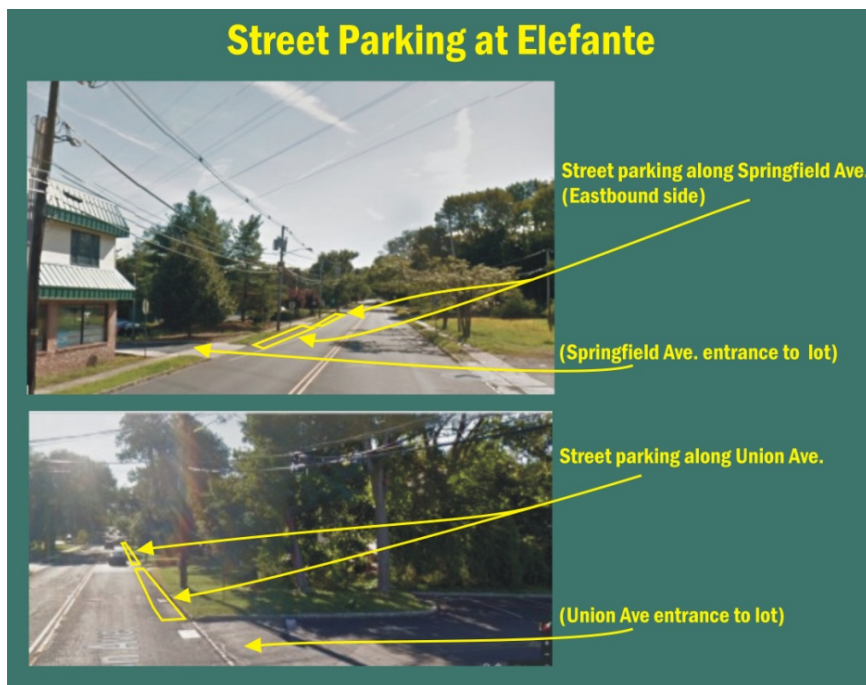 Street Parking at Elefante
Street parking along Springfield Ave.
(Eastbound side)
(Springfield Ave. entrance to lot)
Street parking along Union Ave.
(Union Ave entrance to lot)
n Ave